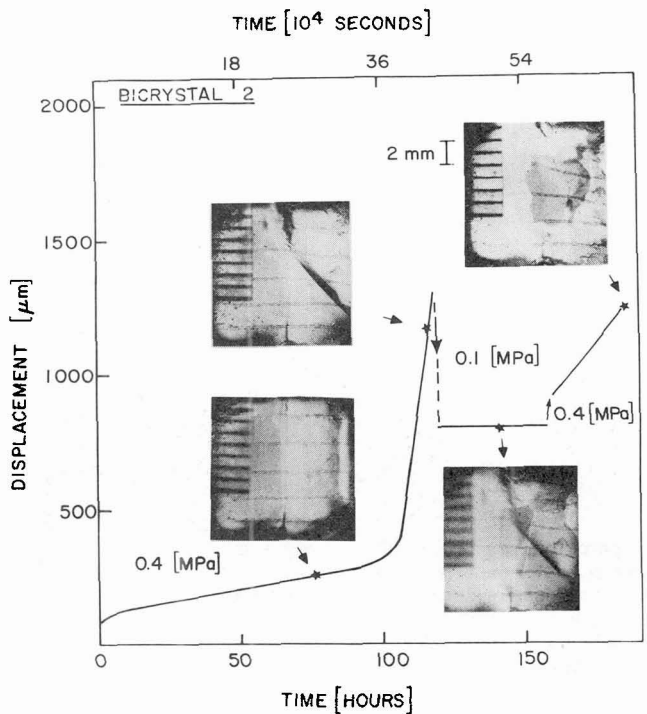 TIME [10⁴ SECONDS]
18 36 54
BICRYSTAL 2
2000
1500
1000
500
DISPLACEMENT [μm]
2 mm
0.1 [MPa]
0.4 [MPa]
0.4 [MPa]
0 50 100 150
TIME [HOURS]